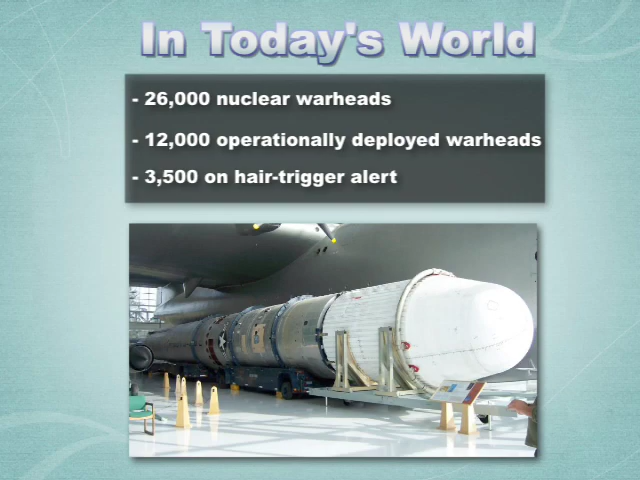 In Today's World
- 26,000 nuclear warheads
- 12,000 operationally deployed warheads
- 3,500 on hair-trigger alert